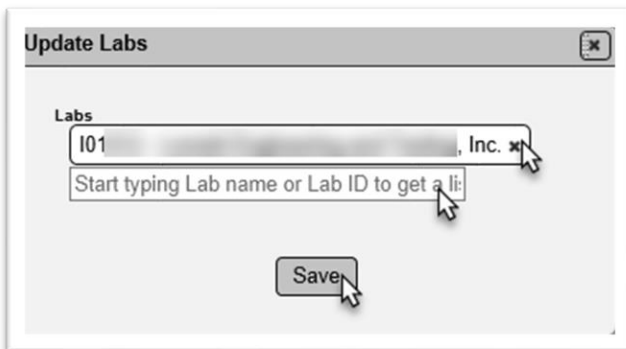 Update Labs
Labs
I01 , Inc. ×
Start typing Lab name or Lab ID to get a li
Save